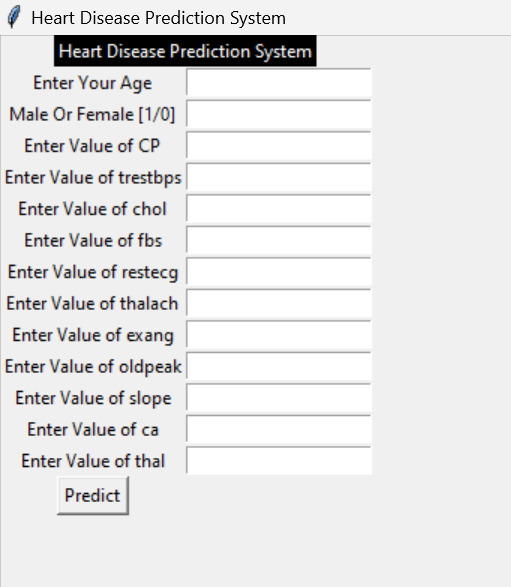 Heart Disease Prediction System
Heart Disease Prediction System
Enter Your Age
Male Or Female [1/0]
Enter Value of CP
Enter Value of trestbps
Enter Value of chol
Enter Value of fbs
Enter Value of restecg
Enter Value of thalach
Enter Value of exang
Enter Value of oldpeak
Enter Value of slope
Enter Value of ca
Enter Value of thal
Predict